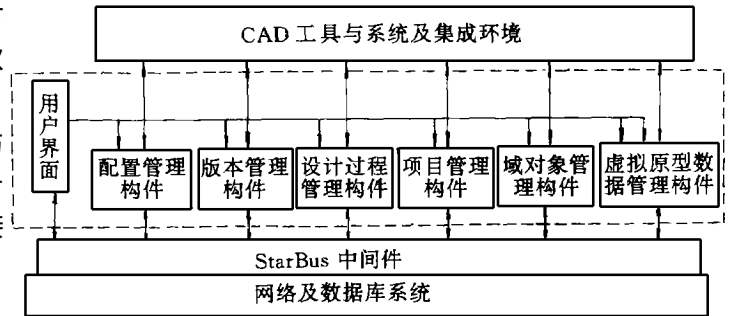 CAD 工具与系统及集成环境
用户界面
配置管理
构件
版本管理
构件
设计过程
管理构件
项目管理
构件
域对象管
理构件
虚拟原型数
据管理构件
StarBus 中间件
网络及数据库系统